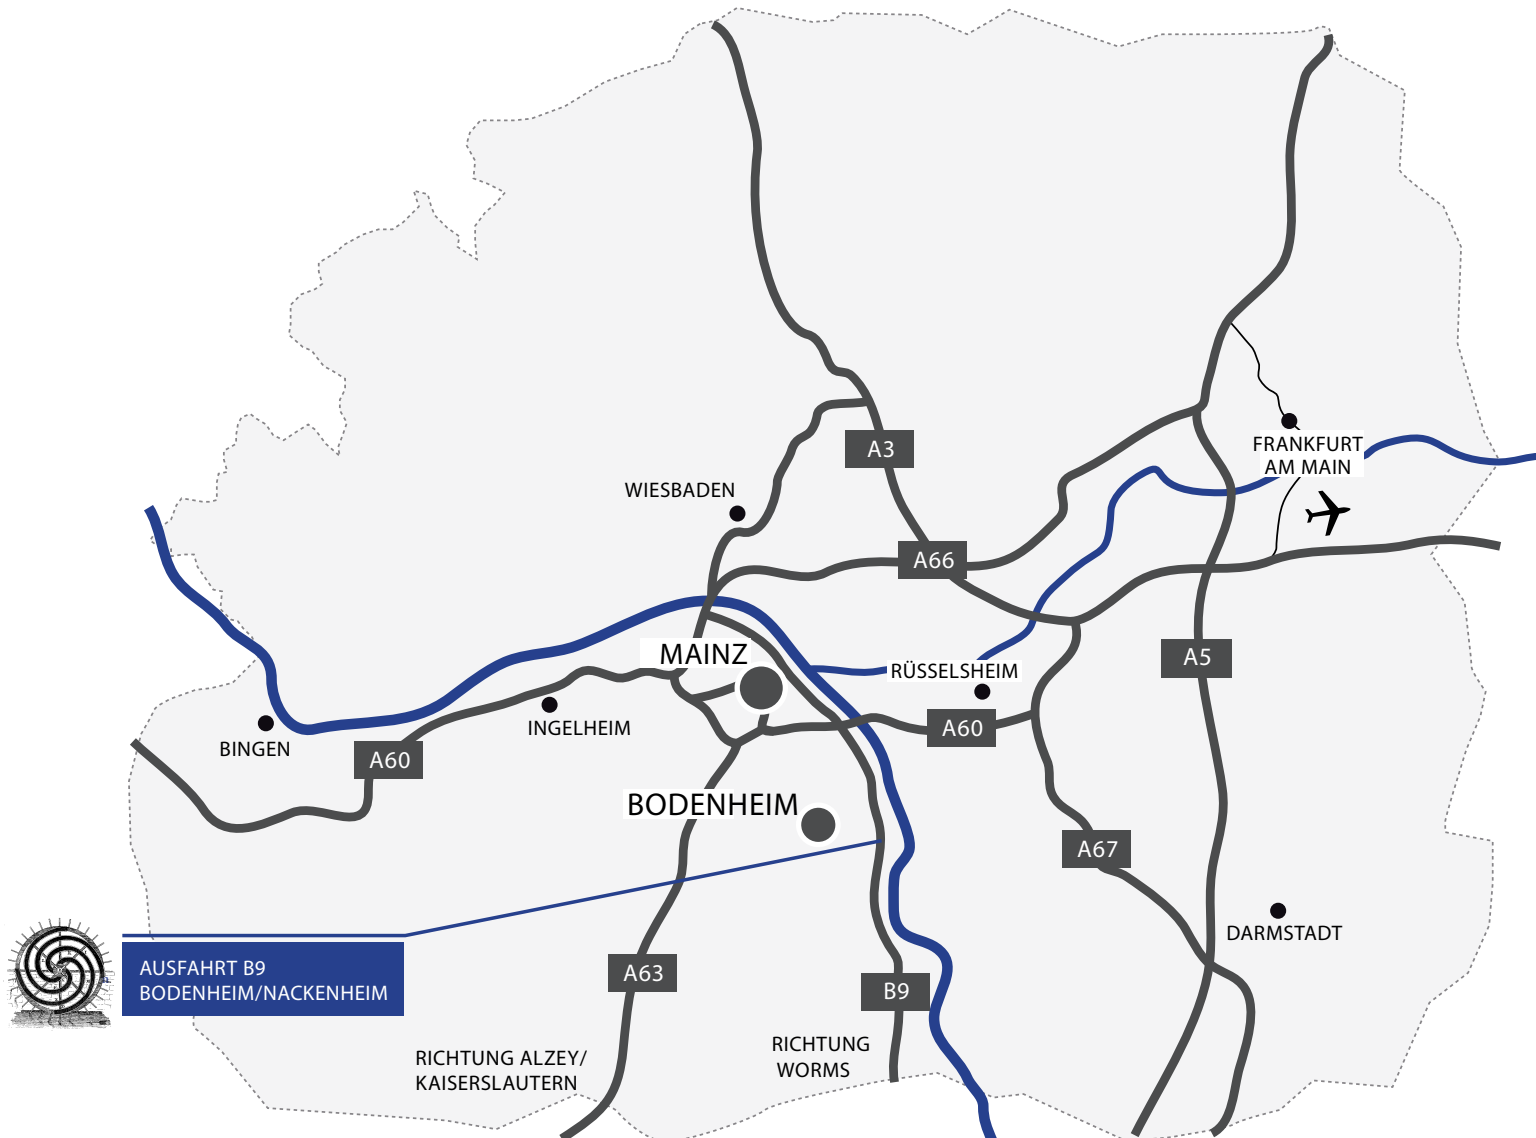 A3
FRANKFURT
AM MAIN
WIESBADEN
A66
MAINZ
RÜSSELSHEIM
A5
INGELHEIM
A60
BINGEN
A60
BODENHEIM
A67
DARMSTADT
AUSFAHRT B9
BODENHEIM/NACKENHEIM
A63
B9
RICHTUNG
WORMS
RICHTUNG ALZEY/
KAISERSLAUTERN